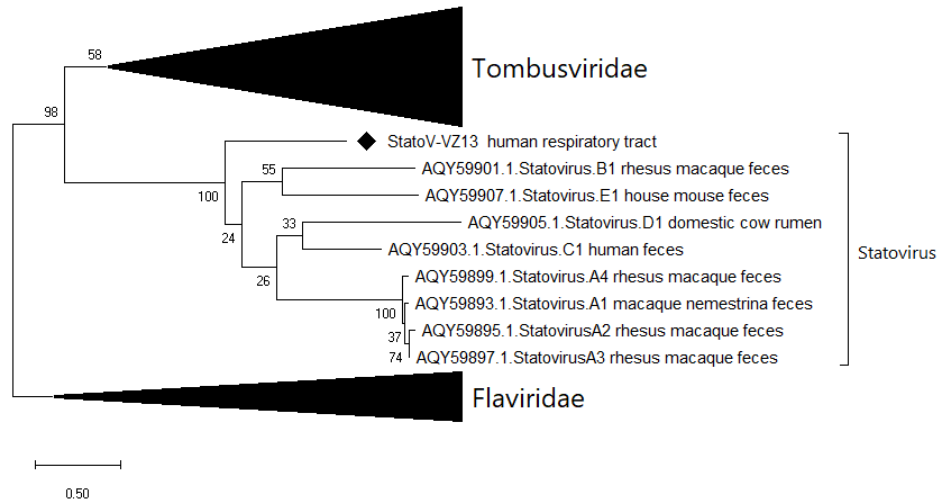 58
Tombusviridae
98
StatoV-VZ13 human respiratory tract
55
AQY59901.1.Statovirus.B1 rhesus macaque feces
100
AQY59907.1.Statovirus.E1 house mouse feces
33
AQY59905.1.Statovirus.D1 domestic cow rumen
24
AQY59903.1.Statovirus.C1 human feces
Statovirus
26
AQY59899.1.Statovirus.A4 rhesus macaque feces
100
AQY59893.1.Statovirus.A1 macaque nemestrina feces
37
AQY59895.1.StatovirusA2 rhesus macaque feces
74
AQY59897.1.StatovirusA3 rhesus macaque feces
Flaviridae
0.50